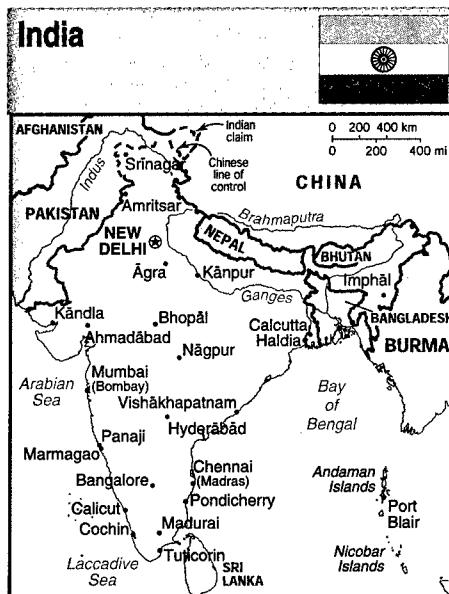 India
AFGHANISTAN
Indian
claim
0 200 400 km
0 200 400 mi
Chinese
line of
control
Indus
Srīnagar
CHINA
PAKISTAN
Amritsar
Brahmaputra
NEW
DELHI
NEPAL
BHUTAN
Āgra
Kānpur
Imphāl
Ganges
Kāndla
Bhopāl
BANGLADESH
Ahmadābād
Calcutta
Haldia
BURMA
Nāgpur
Arabian
Sea
Mumbai
(Bombay)
Vishākhapatnam
Bay
of
Bengal
Hyderābād
Panaji
Marmagao
Chennai
(Madras)
Andaman
Islands
Bangalore
Pondicherry
Port
Blair
Calicut
Cochin
Madurai
Nicobar
Islands
Tuticorin
Laccadive
Sea
SRI
LANKA